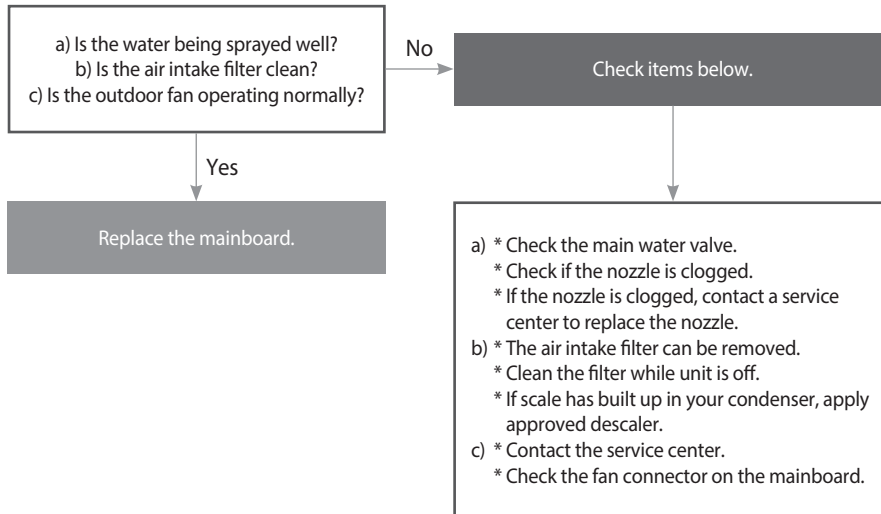 a) Is the water being sprayed well?
b) Is the air intake filter clean?
c) Is the outdoor fan operating normally?
No
Check items below.
Yes
Replace the mainboard.
a) * Check the main water valve.
* Check if the nozzle is clogged.
* If the nozzle is clogged, contact a service
center to replace the nozzle.
b) * The air intake filter can be removed.
* Clean the filter while unit is off.
* If scale has built up in your condenser, apply
approved descaler.
c) * Contact the service center.
* Check the fan connector on the mainboard.